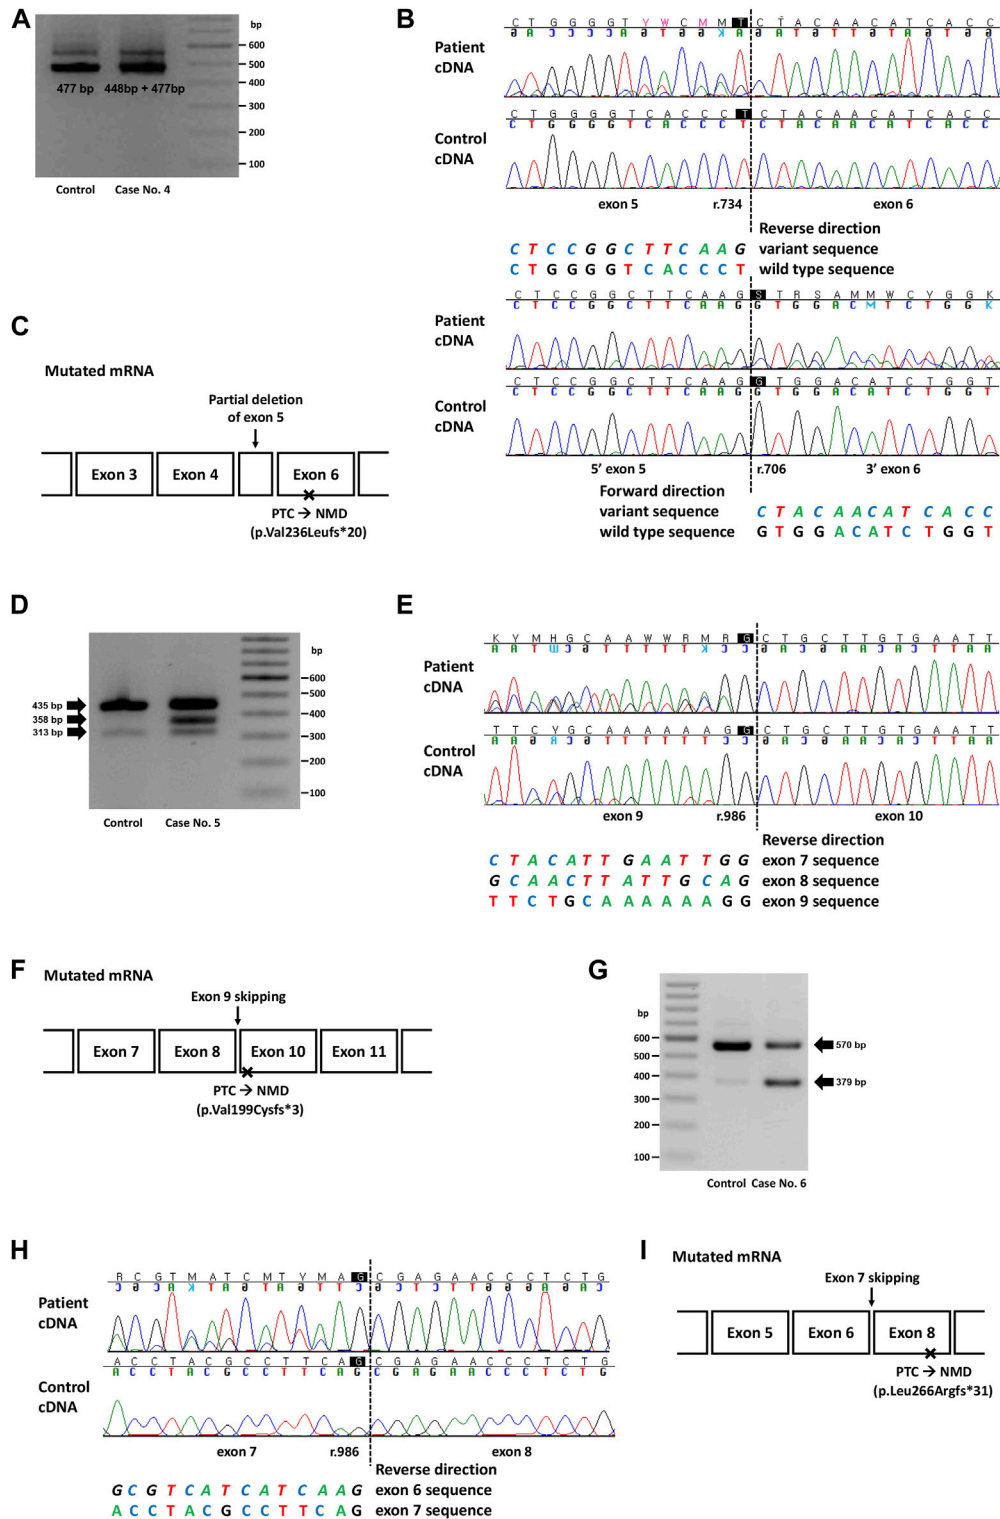 A
bp
600
500
400
300
200
100
477 bp
448bp + 477bp
Control
Case No. 4
B
Patient
cDNA
C T G G G G T Y W C M M T C T A C A A C A T C A C C
Control
cDNA
C T G G G G T C A C C C T C T A C A A C A T C A C C
C T G G G G T C A C C C T C T A C A A C A T C A C C
exon 5
r.734
exon 6
Reverse direction
C T C C G G C T T C A A G
variant sequence
C T G G G G T C A C C C T
wild type sequence
Patient
cDNA
C T C C G G C T T C A A G S T R S A M M W C Y G G K
C T C C G G C T T C A A G G T G G A C M T C T G G K
Control
cDNA
C T C C G G C T T C A A G G T G G A C A T C T G G T
C T C C G G C T T C A A G G T G G A C A T C T G G T
5' exon 5
r.706
3' exon 6
Forward direction
variant sequence
C T A C A A C A T C A C C
wild type sequence
G T G G A C A T C T G G T
C
Mutated mRNA
Partial deletion
of exon 5
Exon 3
Exon 4
Exon 6
PTC → NMD
(p.Val236Leufs*20)
D
bp
600
500
400
300
200
100
435 bp
358 bp
313 bp
Control
Case No. 5
E
Patient
cDNA
K Y M H G C A A W W R M R G C T G C T T G T G A A T T
Control
cDNA
T T C Y G C A A A A A A G G C T G C T T G T G A A T T
exon 9
r.986
exon 10
Reverse direction
C T A C A T T G A A T T G G
exon 7 sequence
G C A A C T T A T T G C A G
exon 8 sequence
T T C T G C A A A A A A G G
exon 9 sequence
F
Mutated mRNA
Exon 9 skipping
Exon 7
Exon 8
Exon 10
Exon 11
PTC → NMD
(p.Val199Cysfs*3)
G
bp
600
500
400
300
200
100
570 bp
379 bp
Control
Case No. 6
H
Patient
cDNA
R C G T M A T C M T Y M A G C G A G A A C C C T C T G
Control
cDNA
A C C T A C G C C T T C A G C G A G A A C C C T C T G
A C C T A C G C C T T C A G C G A G A A C C C T C T G
exon 7
r.986
exon 8
Reverse direction
G C G T C A T C A T C A A G
exon 6 sequence
A C C T A C G C C T T C A G
exon 7 sequence
I
Mutated mRNA
Exon 7 skipping
Exon 5
Exon 6
Exon 8
PTC → NMD
(p.Leu266Argfs*31)